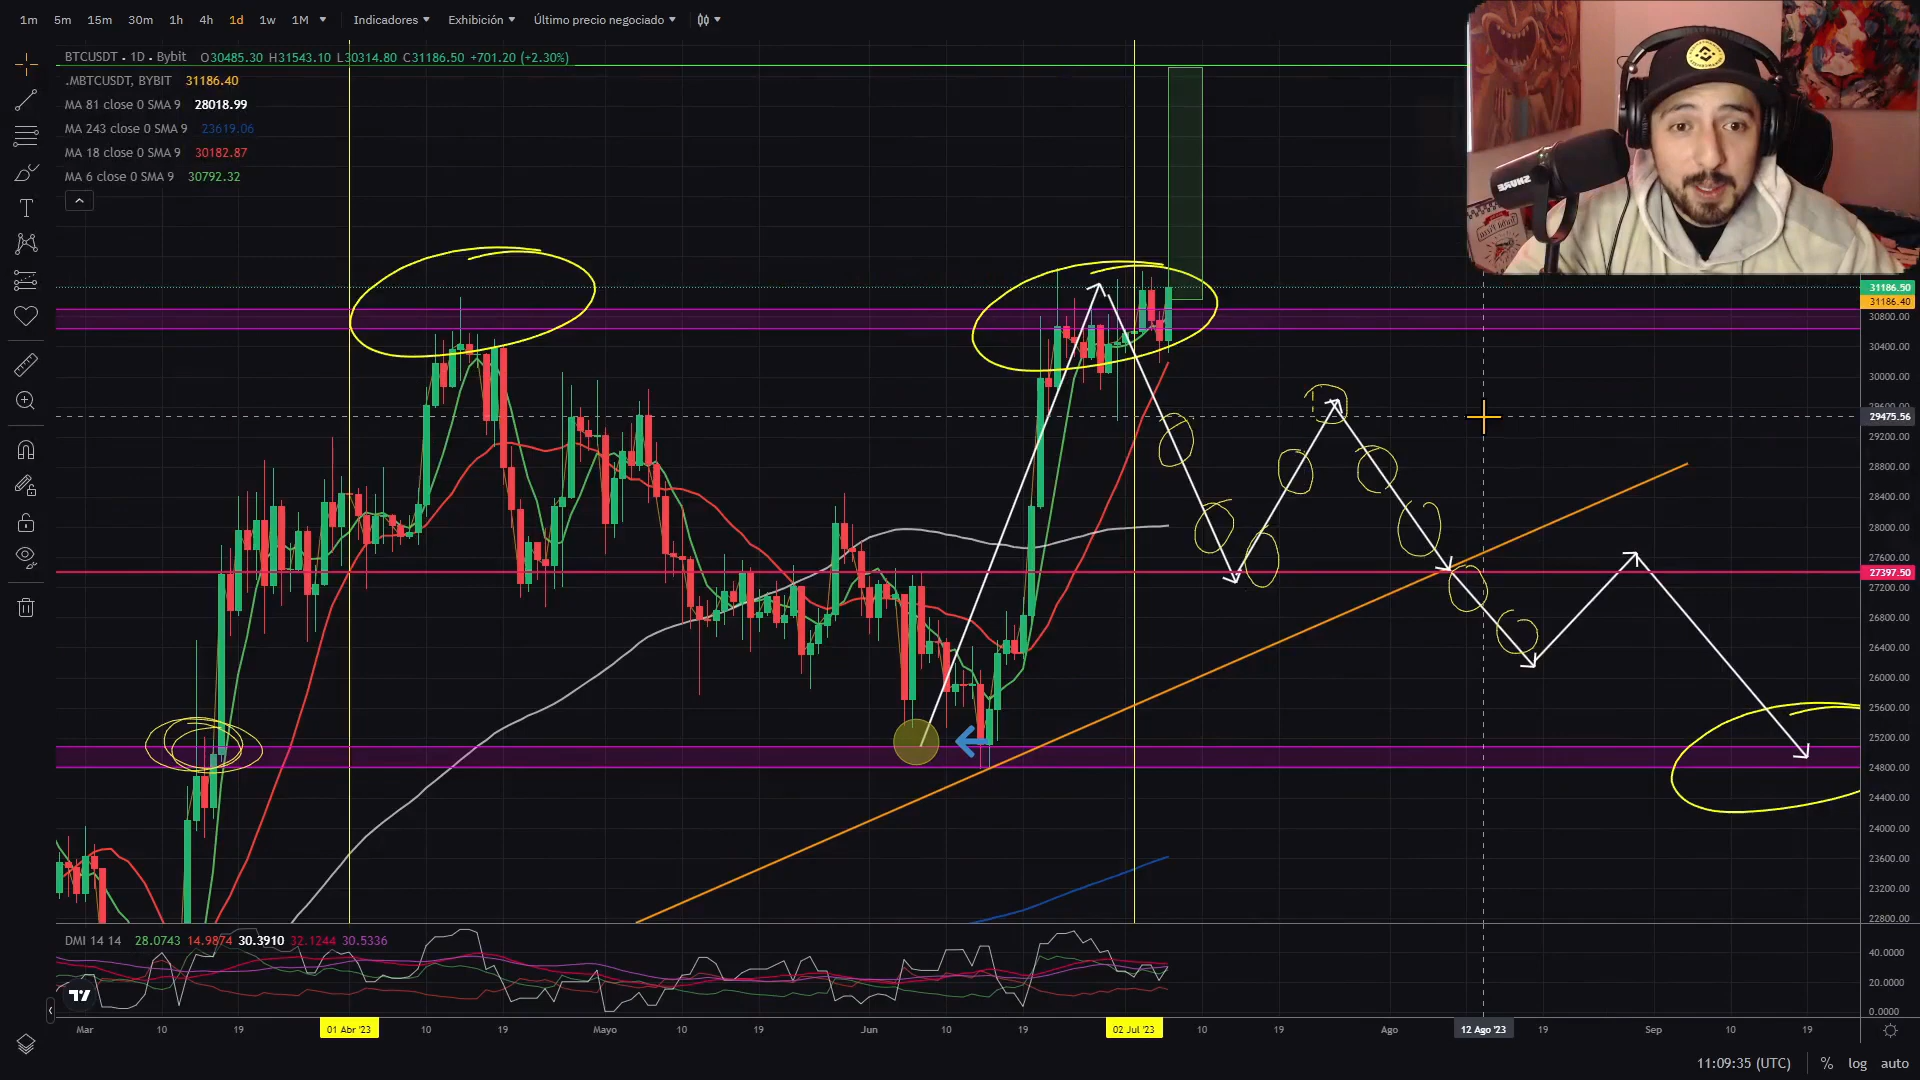 1m 5m 15m 30m 1h 4h 1d 1w 1M Indicadores Exhibición Último precio negociado
BTCUSDT • 1D • Bybit O30485.30 H31543.10 L30314.80 C31186.50 +701.20 (+2.30%)
.MBTCUSDT, BYBIT 31186.40
MA 81 close 0 SMA 9 28018.99
MA 243 close 0 SMA 9 23619.06
MA 18 close 0 SMA 9 30182.87
MA 6 close 0 SMA 9 30792.32
SHURE
31186.50
31186.40
30800.00
30400.00
30000.00
29475.56
29200.00
28800.00
28400.00
28000.00
27600.00
27397.50
27200.00
26800.00
26400.00
26000.00
25600.00
25200.00
24800.00
24400.00
24000.00
23600.00
23200.00
22800.00
DMI 14 14 28.0743 14.9874 30.3910 32.1244 30.5336
40.0000
20.0000
0.0000
Mar 10 19 01 Abr '23 10 19 Mayo 10 19 Jun 10 19 02 Jul '23 10 19 Ago 12 Ago '23 19 Sep 10 19
11:09:35 (UTC) % log auto